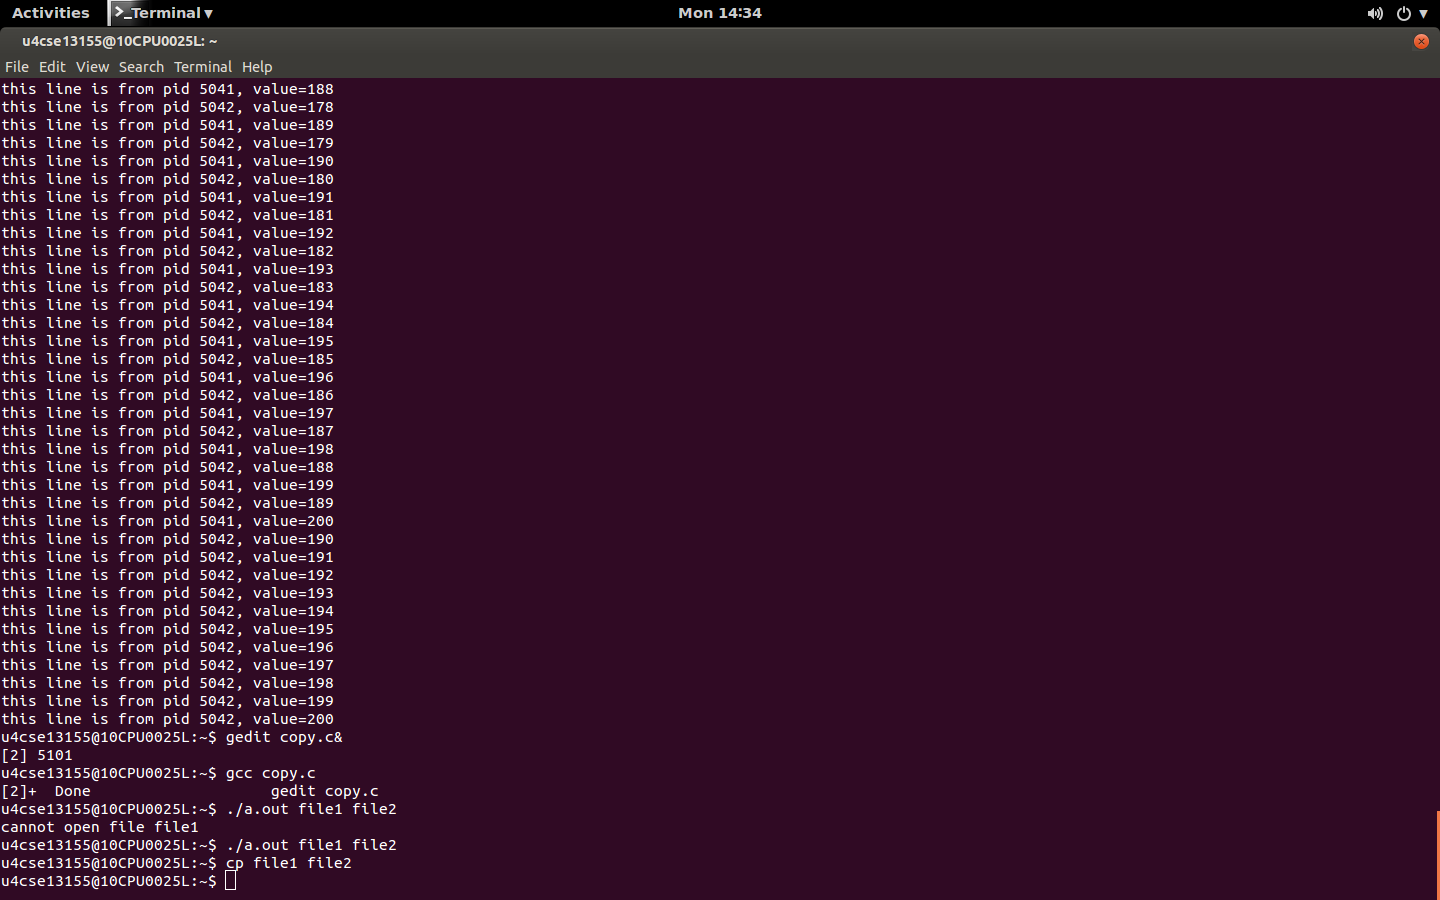 Activities Terminal Mon 14:34
u4cse13155@10CPU0025L: ~
File Edit View Search Terminal Help
this line is from pid 5041, value=188
this line is from pid 5042, value=178
this line is from pid 5041, value=189
this line is from pid 5042, value=179
this line is from pid 5041, value=190
this line is from pid 5042, value=180
this line is from pid 5041, value=191
this line is from pid 5042, value=181
this line is from pid 5041, value=192
this line is from pid 5042, value=182
this line is from pid 5041, value=193
this line is from pid 5042, value=183
this line is from pid 5041, value=194
this line is from pid 5042, value=184
this line is from pid 5041, value=195
this line is from pid 5042, value=185
this line is from pid 5041, value=196
this line is from pid 5042, value=186
this line is from pid 5041, value=197
this line is from pid 5042, value=187
this line is from pid 5041, value=198
this line is from pid 5042, value=188
this line is from pid 5041, value=199
this line is from pid 5042, value=189
this line is from pid 5041, value=200
this line is from pid 5042, value=190
this line is from pid 5042, value=191
this line is from pid 5042, value=192
this line is from pid 5042, value=193
this line is from pid 5042, value=194
this line is from pid 5042, value=195
this line is from pid 5042, value=196
this line is from pid 5042, value=197
this line is from pid 5042, value=198
this line is from pid 5042, value=199
this line is from pid 5042, value=200
u4cse13155@10CPU0025L:~$ gedit copy.c&
[2] 5101
u4cse13155@10CPU0025L:~$ gcc copy.c
[2]+  Done                    gedit copy.c
u4cse13155@10CPU0025L:~$ ./a.out file1 file2
cannot open file file1
u4cse13155@10CPU0025L:~$ ./a.out file1 file2
u4cse13155@10CPU0025L:~$ cp file1 file2
u4cse13155@10CPU0025L:~$